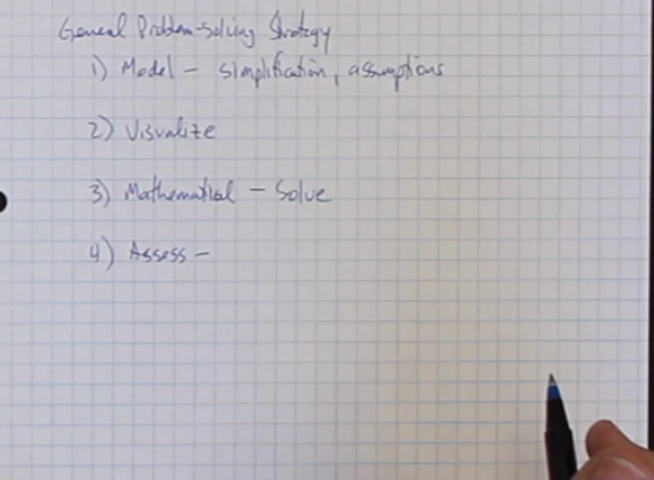 General Problem-Solving Strategy
1) Model - simplification, assumptions
2) Visualize
3) Mathematical - Solve
4) Assess -